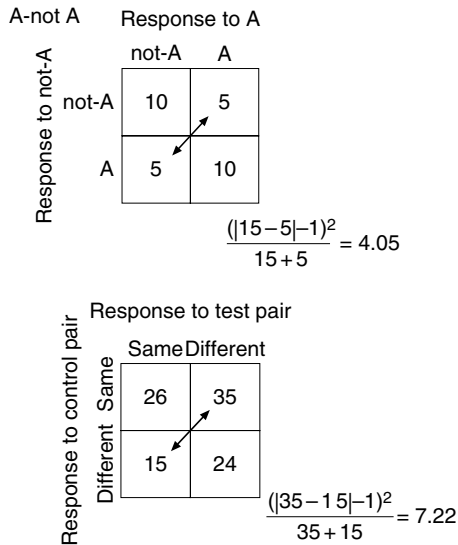 A-not A
Response to A
not-A A
Response to not-A
not-A 10 5
A 5 10
(|15–5|–1)²
15+5
= 4.05
Response to test pair
Same Different
Response to control pair
Same 26 35
Different 15 24
(|35–15|–1)²
35+15
= 7.22